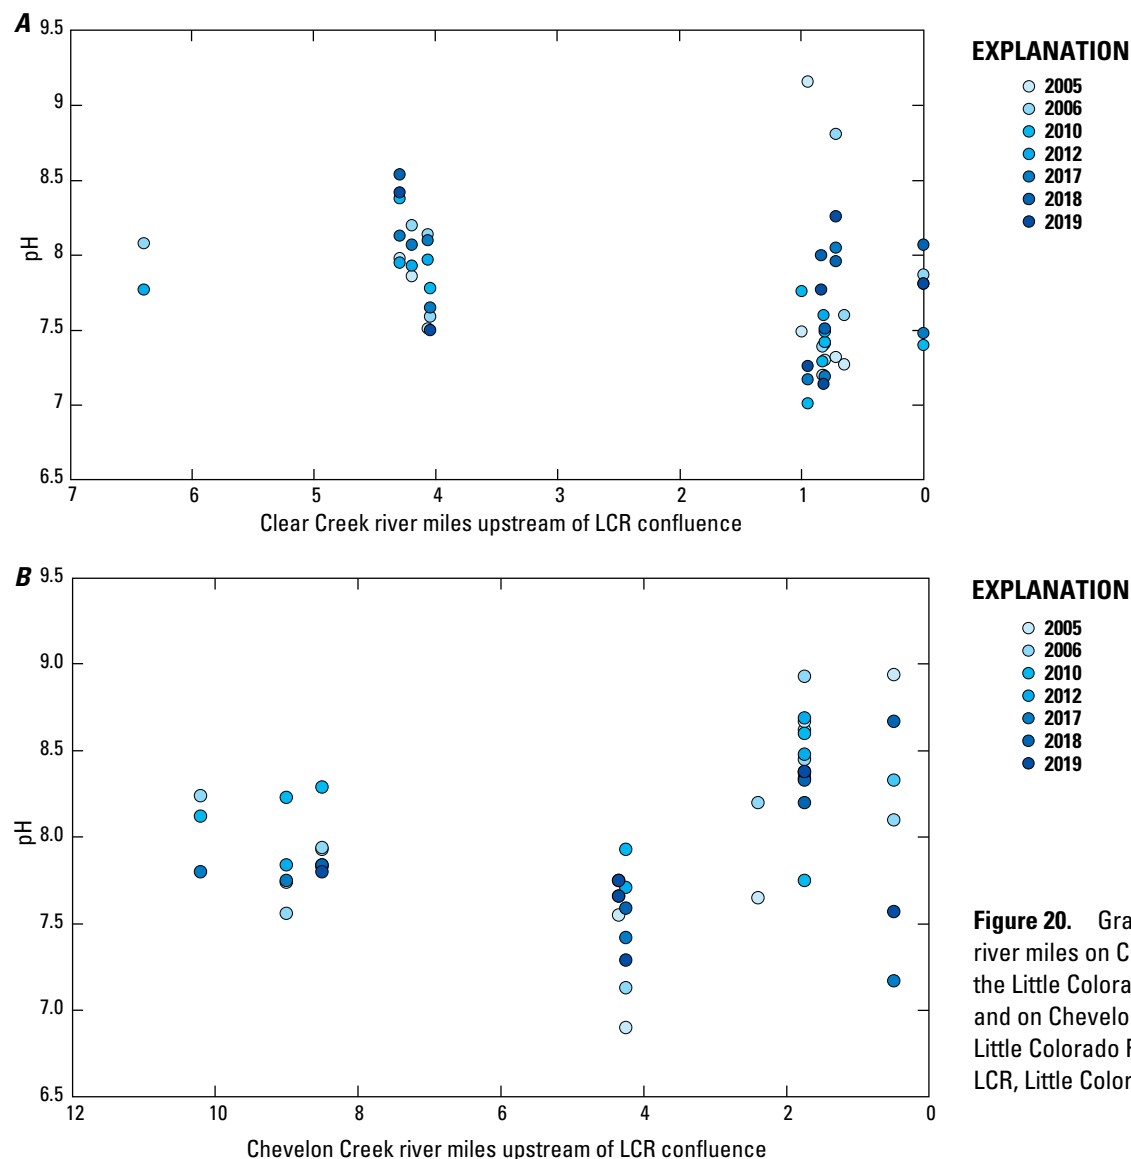 A
9.5
9
8.5
8
7.5
7
6.5
pH
7 6 5 4 3 2 1 0
Clear Creek river miles upstream of LCR confluence
EXPLANATION
2005
2006
2010
2012
2017
2018
2019
B
9.5
9.0
8.5
8.0
7.5
7.0
6.5
pH
12 10 8 6 4 2 0
Chevelon Creek river miles upstream of LCR confluence
EXPLANATION
2005
2006
2010
2012
2017
2018
2019
Figure 20. Gra
river miles on C
the Little Colora
and on Chevelo
Little Colorado
LCR, Little Color